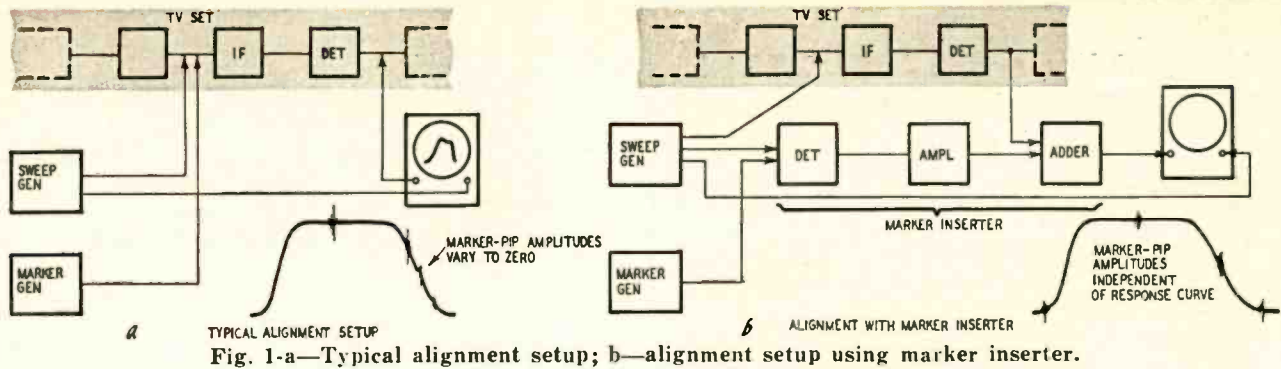 TV SET
IF
DET
SWEEP
GEN
MARKER
GEN
MARKER-PIP AMPLITUDES
VARY TO ZERO
a
TYPICAL ALIGNMENT SETUP
TV SET
IF
DET
SWEEP
GEN
DET
AMPL
ADDER
MARKER INSERTER
MARKER
GEN
MARKER-PIP
AMPLITUDES
INDEPENDENT
OF RESPONSE CURVE
b
ALIGNMENT WITH MARKER INSERTER
Fig. 1-a—Typical alignment setup; b—alignment setup using marker inserter.